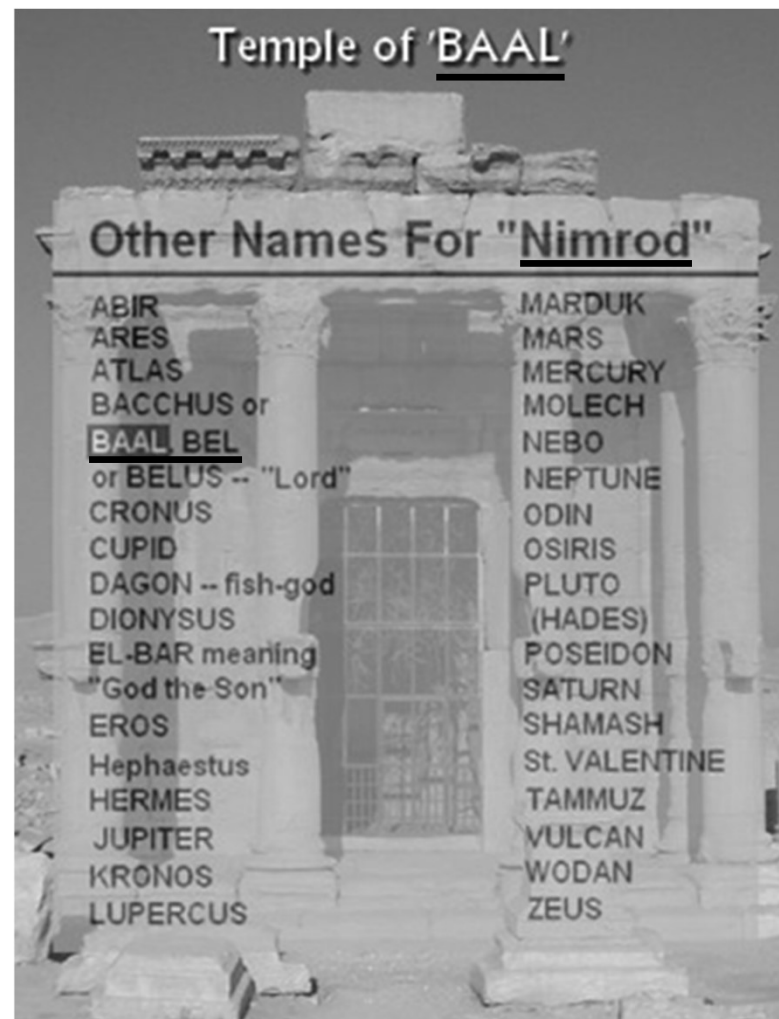 Temple of 'BAAL'
Other Names For "Nimrod"
ABIR
ARES
ATLAS
BACCHUS or
BAAL, BEL
or BELUS -- "Lord"
CRONUS
CUPID
DAGON -- fish-god
DIONYSUS
EL-BAR meaning
"God the Son"
EROS
Hephaestus
HERMES
JUPITER
KRONOS
LUPERCUS
MARDUK
MARS
MERCURY
MOLECH
NEBO
NEPTUNE
ODIN
OSIRIS
PLUTO
(HADES)
POSEIDON
SATURN
SHAMASH
St. VALENTINE
TAMMUZ
VULCAN
WODAN
ZEUS